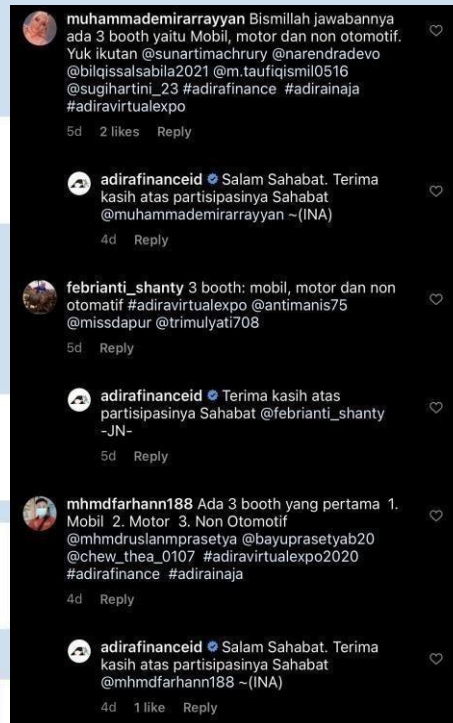 muhammademirarrayyan Bismillah jawabannya
ada 3 booth yaitu Mobil, motor dan non otomotif.
Yuk ikutan @sunartimachrury @narendradevo
@bilqissalsabila2021 @m.taufiqismil0516
@sugihartini_23 #adirafinance #adirainaja
#adiravirtualexpo
5d 2 likes Reply
adirafinanceid Salam Sahabat. Terima
kasih atas partisipasinya Sahabat
@muhammademirarrayyan ~(INA)
4d Reply
febrianti_shanty 3 booth: mobil, motor dan non
otomatif #adiravirtualexpo @antimanis75
@missdapur @trimulyati708
5d Reply
adirafinanceid Terima kasih atas
partisipasinya Sahabat @febrianti_shanty
-JN-
5d Reply
mhmdfarhann188 Ada 3 booth yang pertama 1.
Mobil 2. Motor 3. Non Otomotif
@mhmdruslanmprasetya @bayuprasetyab20
@chew_thea_0107 #adiravirtualexpo2020
#adirafinance #adirainaja
4d Reply
adirafinanceid Salam Sahabat. Terima
kasih atas partisipasinya Sahabat
@mhmdfarhann188 ~(INA)
4d 1 like Reply